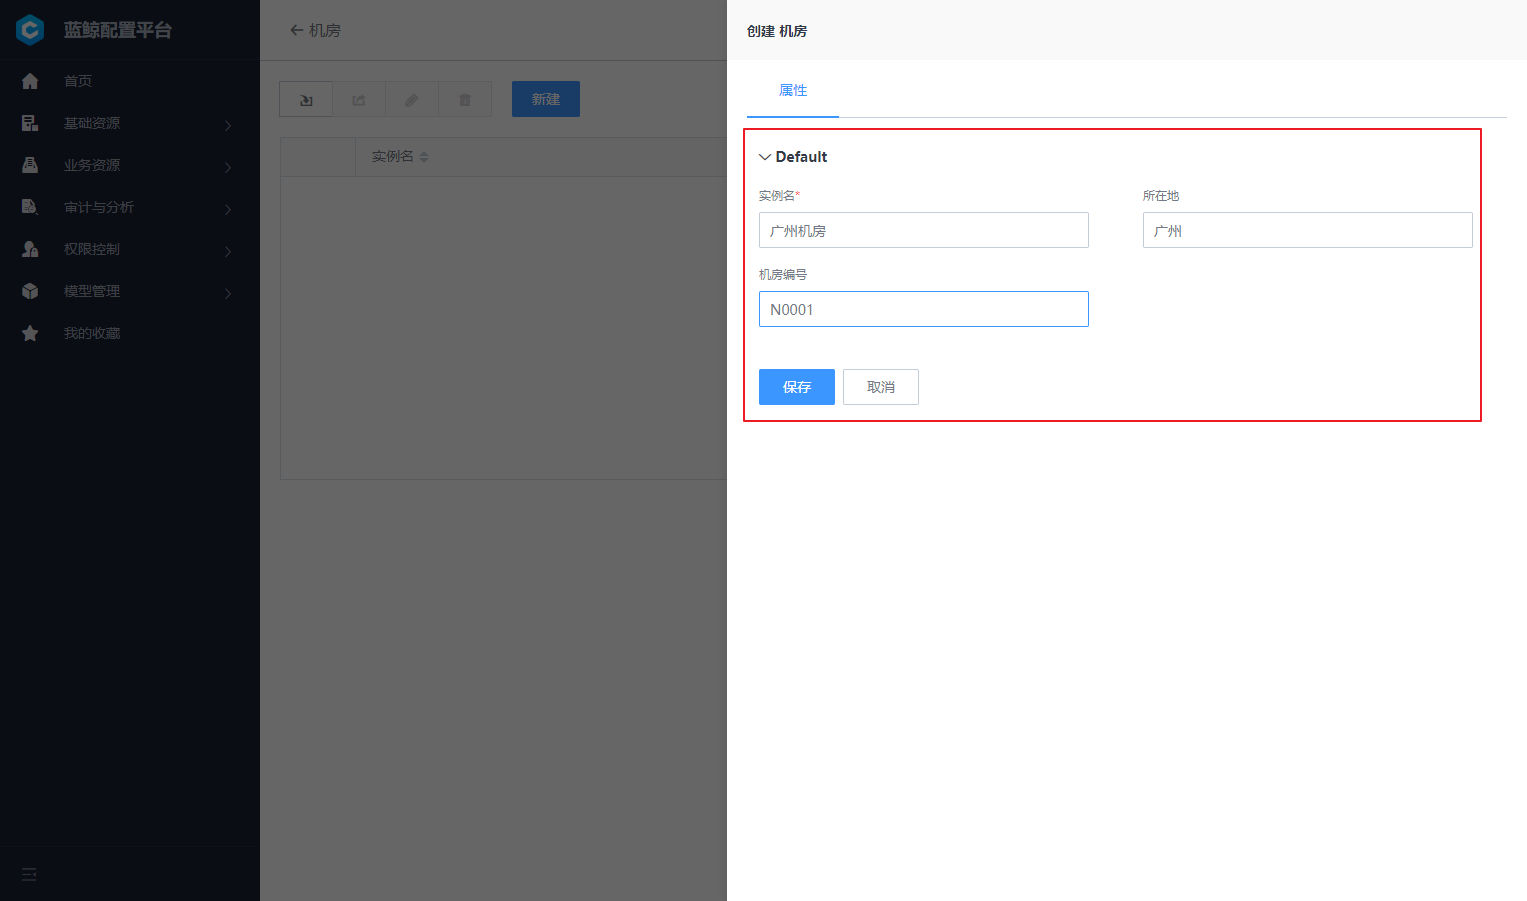 蓝鲸配置平台
首页
基础资源
业务资源
审计与分析
权限控制
模型管理
我的收藏
机房
新建
实例名
创建 机房
属性
Default
实例名*
所在地
广州机房
广州
机房编号
N0001
保存
取消